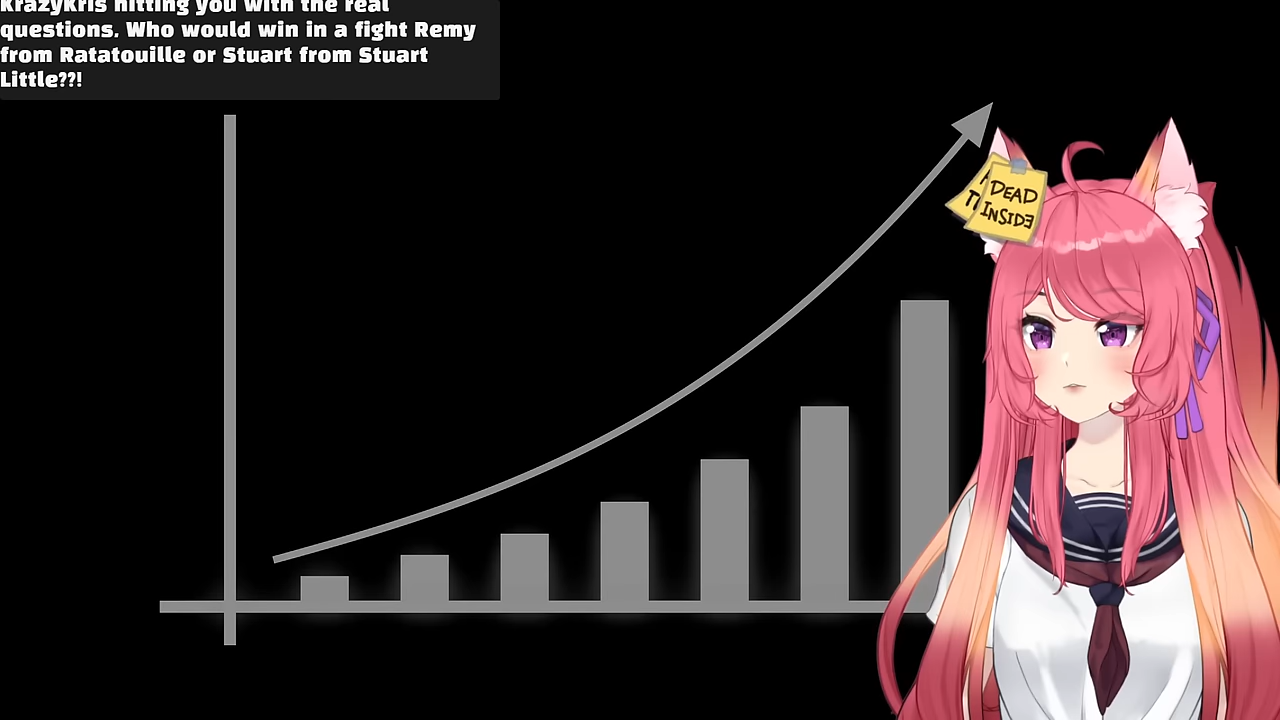 KrazyKris hitting you with the real
questions. Who would win in a fight Remy
from Ratatouille or Stuart from Stuart
Little??!
DEAD
INSIDE